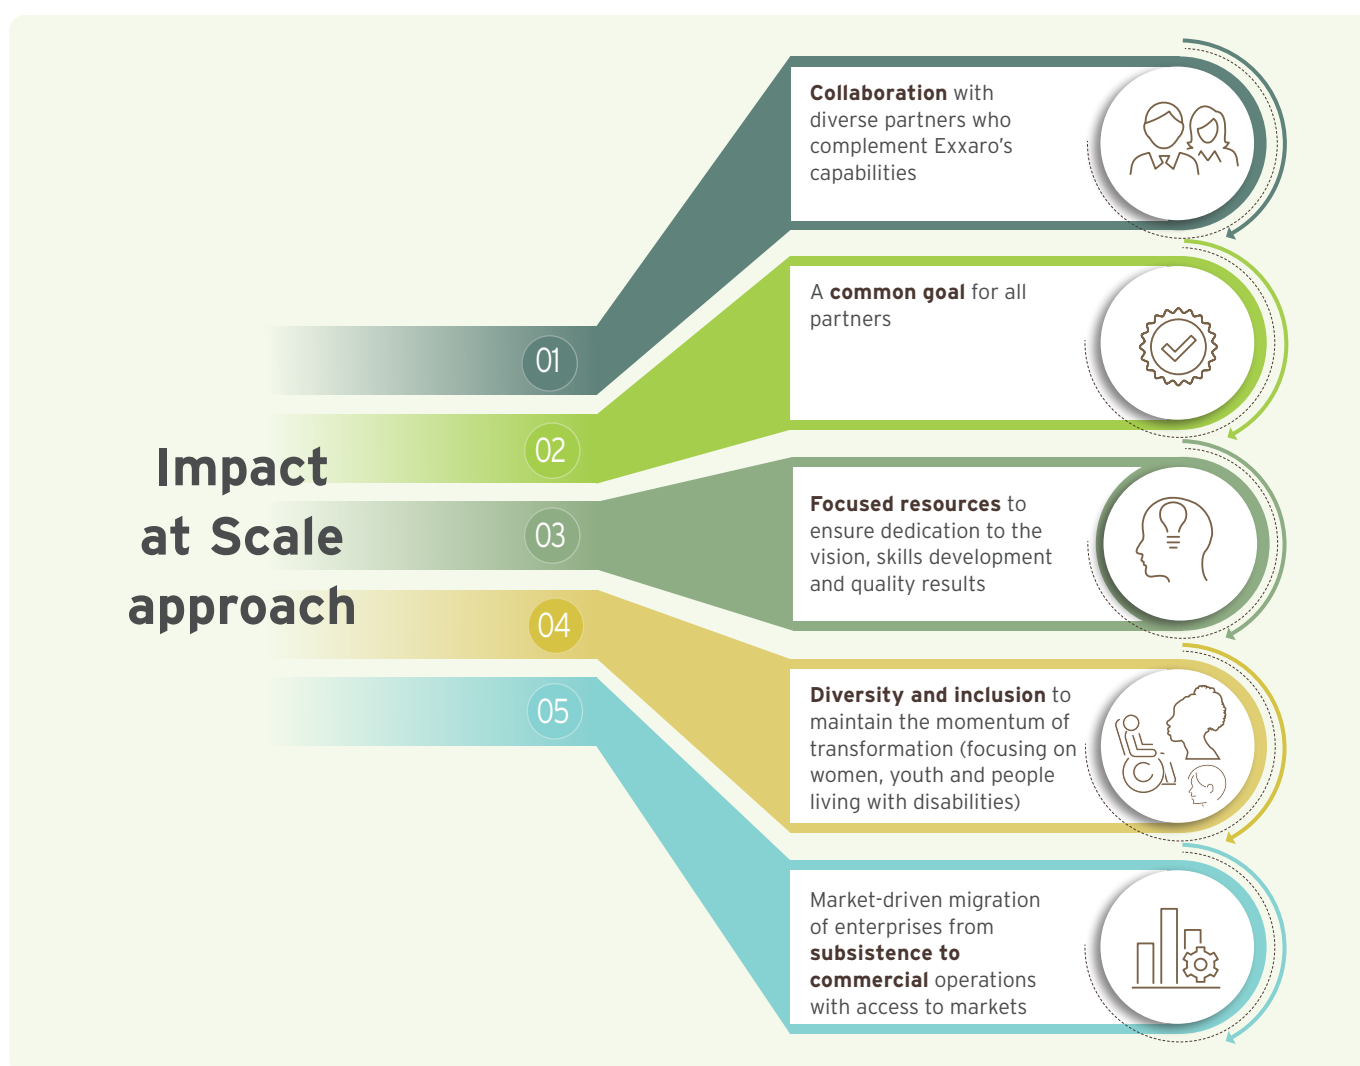 Impact
at Scale
approach
01
Collaboration with
diverse partners who
complement Exxaro’s
capabilities
02
A common goal for all
partners
03
Focused resources to
ensure dedication to the
vision, skills development
and quality results
04
Diversity and inclusion to
maintain the momentum of
transformation (focusing on
women, youth and people
living with disabilities)
05
Market-driven migration
of enterprises from
subsistence to
commercial operations
with access to markets